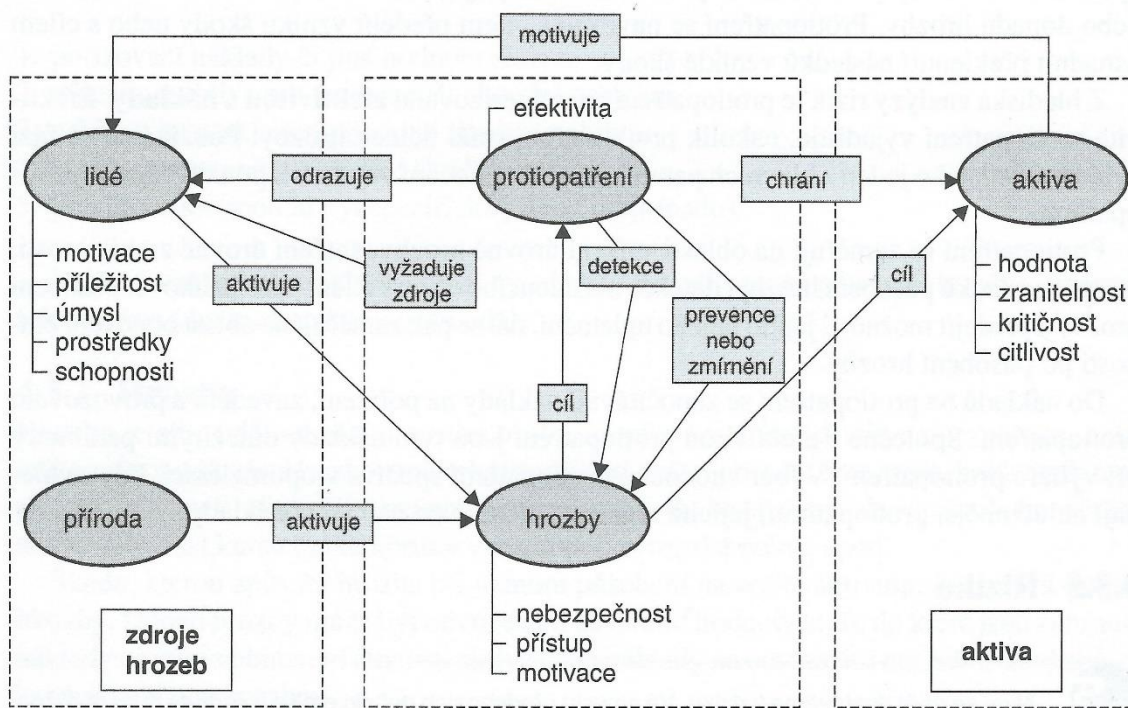 motivuje
efektivita
lidé
odrazuje
protiopatření
chrání
aktiva
motivace
příležitost
úmysl
prostředky
schopnosti
aktivuje
vyžaduje
zdroje
detekce
prevence
nebo
zmírnění
cíl
hodnota
zranitelnost
kritičnost
citlivost
cíl
příroda
aktivuje
hrozby
nebezpečnost
přístup
motivace
zdroje
hrozeb
aktiva